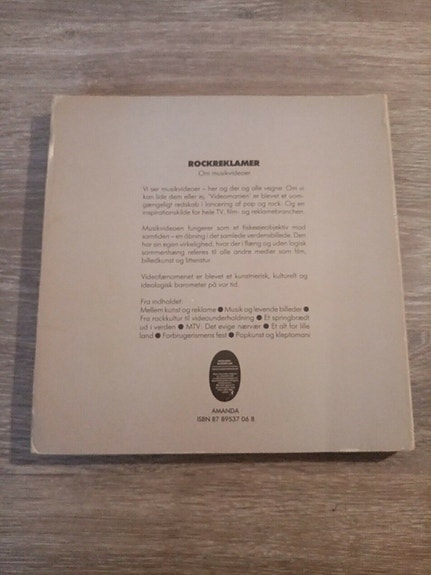 ROCKREKLAMER
Om musikvideoer
Vi ser musikvideoer – her og der og alle vegne. Om vi
kan lide dem eller ej. 'Videomanien' er blevet et uom-
gængeligt redskab i lancering af pop og rock. Og en
inspirationskilde for hele TV, film- og reklamebranchen.
Musikvideoen fungerer som et fiskeøjeobjektiv mod
samtiden – en åbning i det samlede verdensbillede. Den
har sin egen virkelighed, hvor der i flæng og uden logisk
sammenhæng refereres til alle andre medier som film,
billedkunst og litteratur.
Videofænomenet er blevet et kunstnerisk, kulturelt og
ideologisk barometer på vor tid.
Fra indholdet:
Mellem kunst og reklame ● Musik og levende billeder ●
Fra rockkultur til videounderholdning ● Et springbrædt
ud i verden ● MTV: Det evige nærvær ● Et alt for lille
land ● Forbrugerismens fest ● Popkunst og kleptomani
AMANDA
ISBN 87 89537 06 8